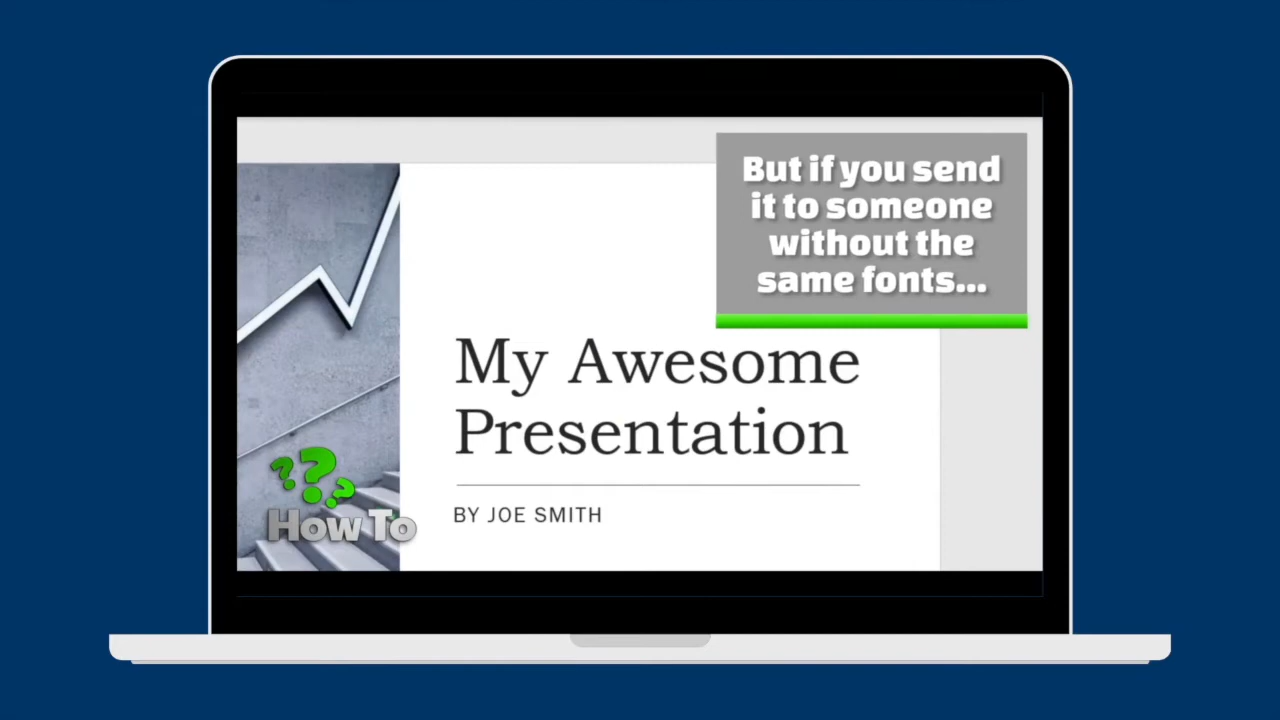 But if you send
it to someone
without the
same fonts...
My Awesome
Presentation
BY JOE SMITH
???
How To